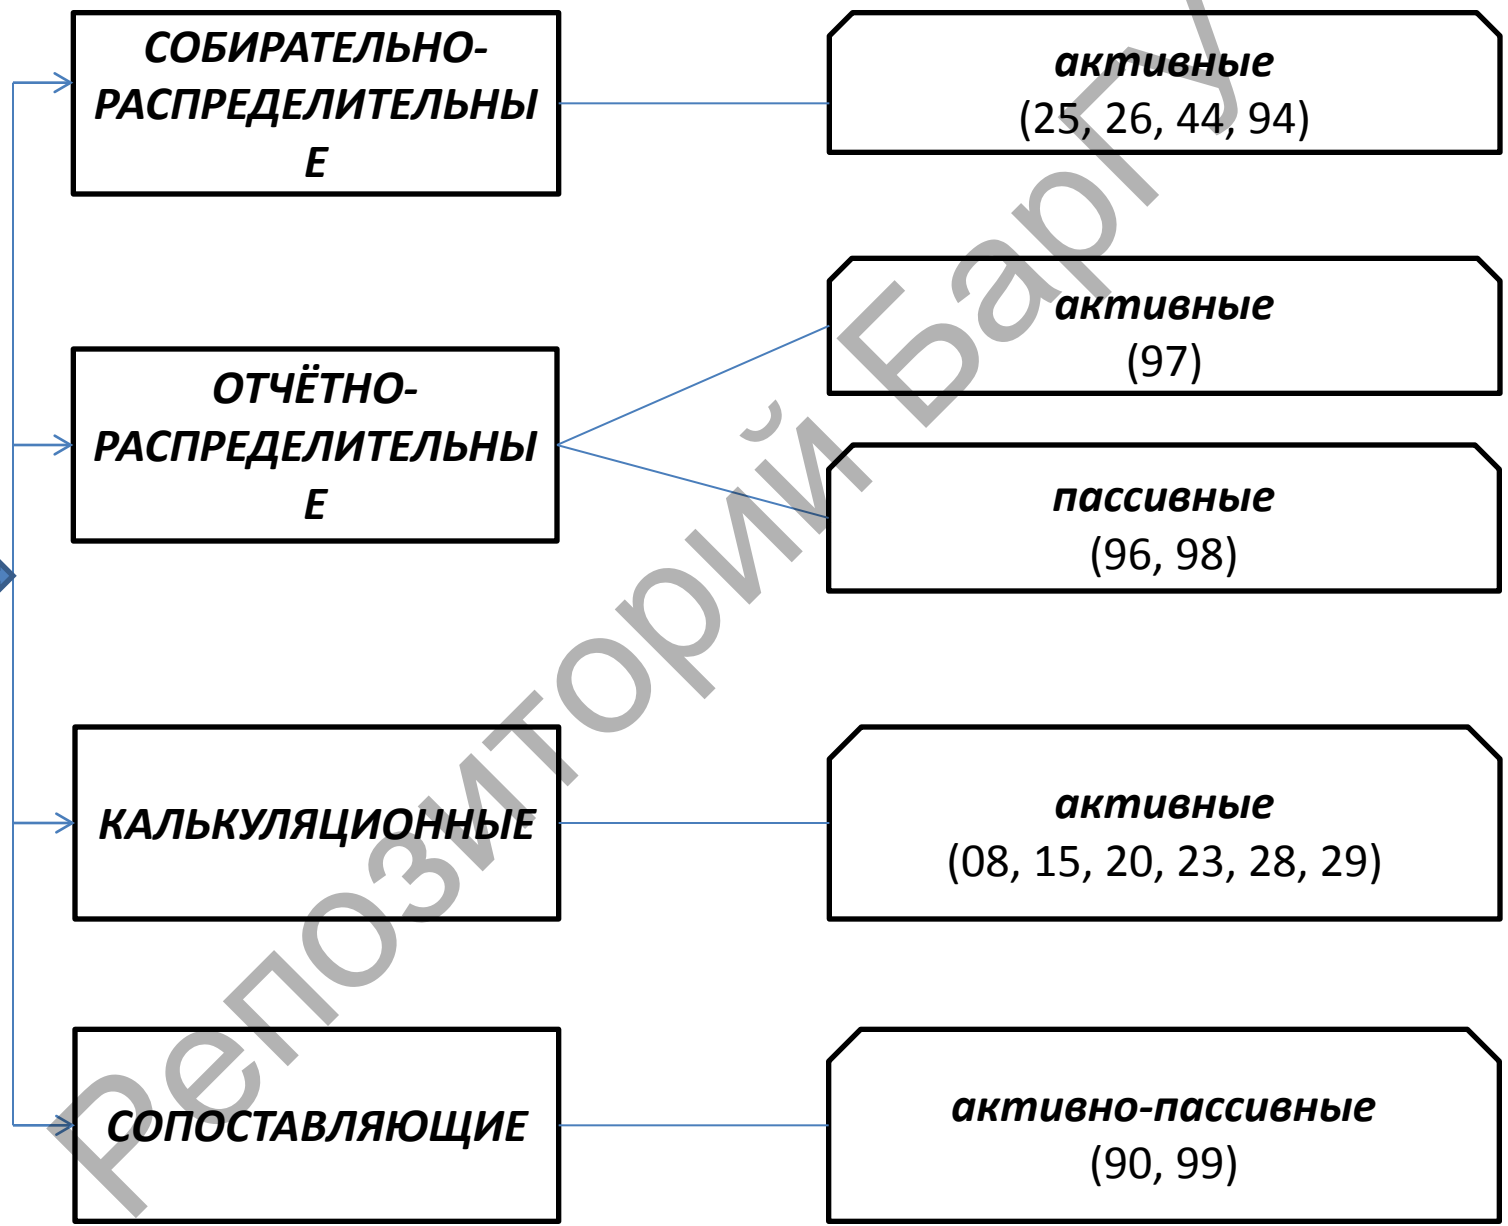 СОБИРАТЕЛЬНО-
РАСПРЕДЕЛИТЕЛЬНЫ
Е
активные
(25, 26, 44, 94)
ОТЧЁТНО-
РАСПРЕДЕЛИТЕЛЬНЫ
Е
активные
(97)
пассивные
(96, 98)
КАЛЬКУЛЯЦИОННЫЕ
активные
(08, 15, 20, 23, 28, 29)
СОПОСТАВЛЯЮЩИЕ
активно-пассивные
(90, 99)
Репозиторий БарГУ